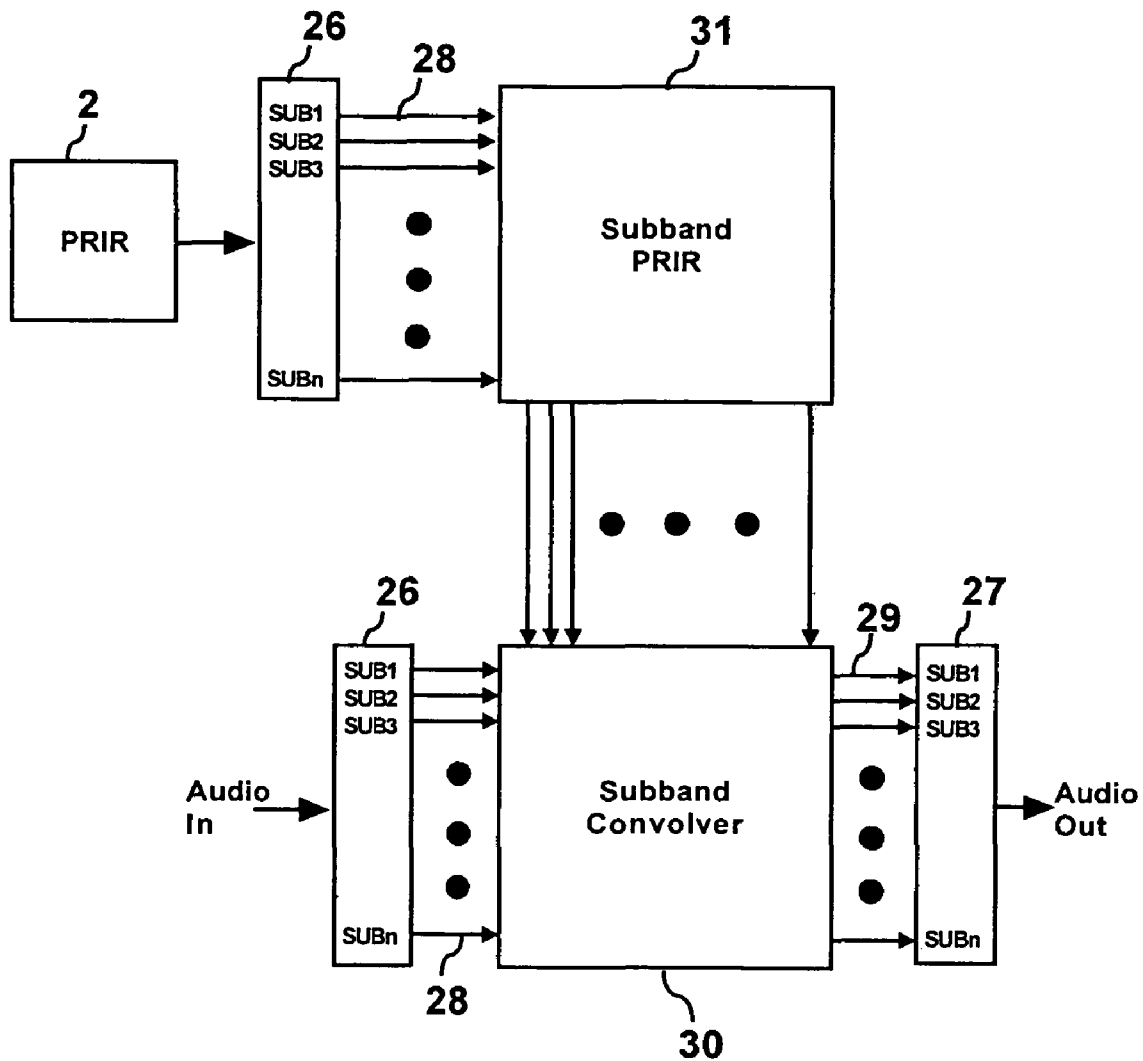 26
28
31
2
SUB1
SUB2
SUB3
SUBn
PRIR
Subband
PRIR
26
29
27
SUB1
SUB2
SUB3
SUBn
Audio
In
Subband
Convolver
SUB1
SUB2
SUB3
SUBn
Audio
Out
28
30